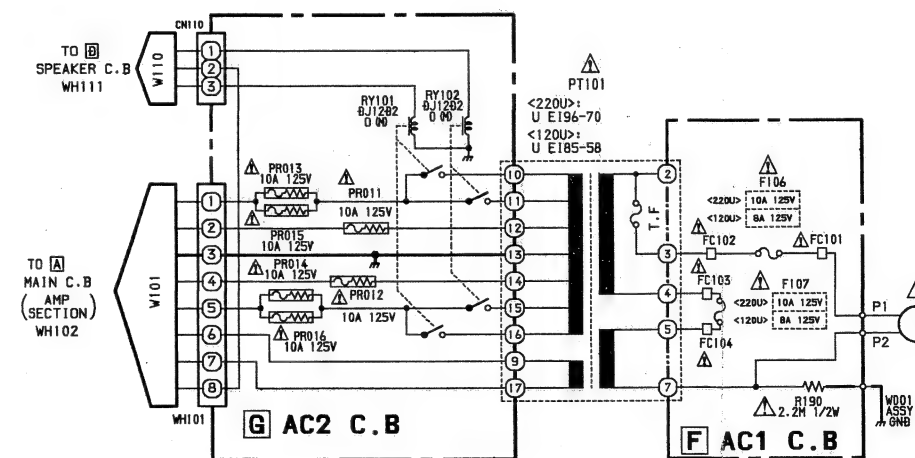 CN110
TO D
SPEAKER C.B
WH111
W110
1
2
3
RY101
DJ12D2
O (M)
RY102
DJ12D2
O (M)
PT101
<220U>:
U EI96-70
<120U>:
U EI85-58
TO A
MAIN C.B
(AMP
SECTION)
WH102
W101
1
2
3
4
5
6
7
8
WH101
PR013
10A 125V
PR011
10A 125V
PR015
10A 125V
PR014
10A 125V
PR012
10A 125V
PR016
10A 125V
10
11
12
13
14
15
16
9
17
2
3
4
5
7
T.F
F106
<220U> 10A 125V
<120U> 8A 125V
FC102
FC101
FC103
F107
<220U> 10A 125V
<120U> 8A 125V
FC104
P1
P2
R190
2.2M 1/2W
W001
ASSY
GND
G AC2 C.B
F AC1 C.B